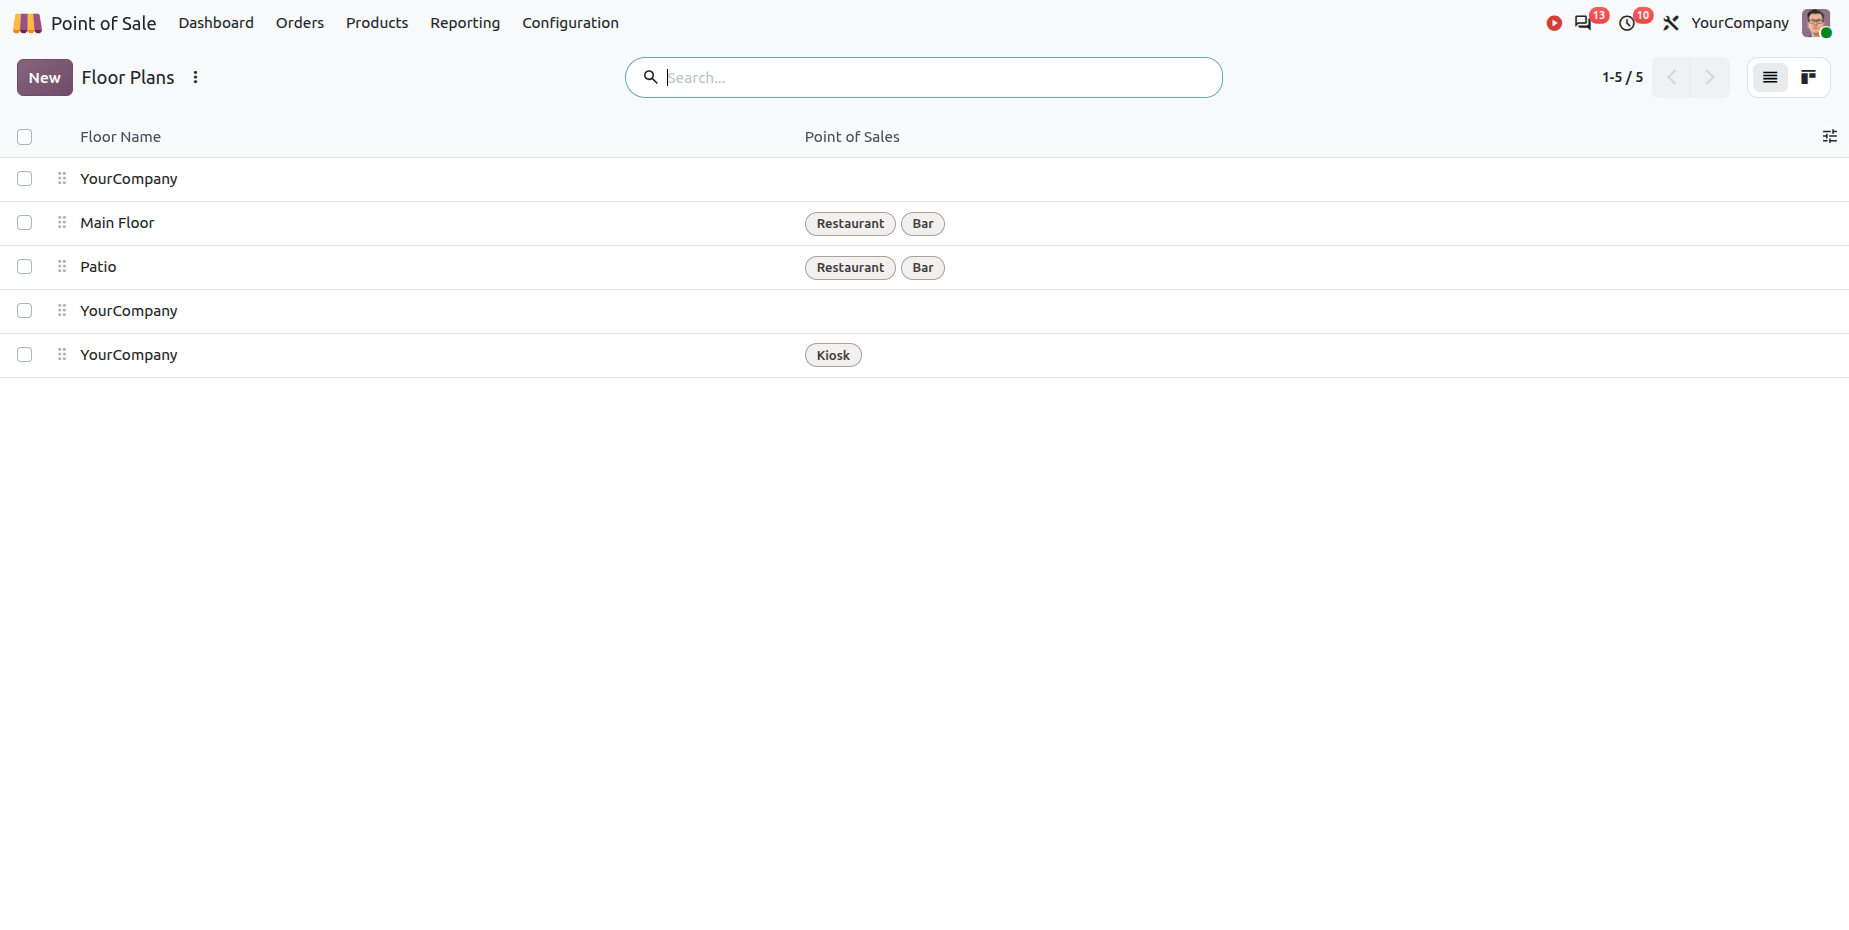 Point of Sale Dashboard Orders Products Reporting Configuration 13 10 YourCompany
New Floor Plans Search... 1-5 / 5
Floor Name Point of Sales
YourCompany
Main Floor Restaurant Bar
Patio Restaurant Bar
YourCompany
YourCompany Kiosk